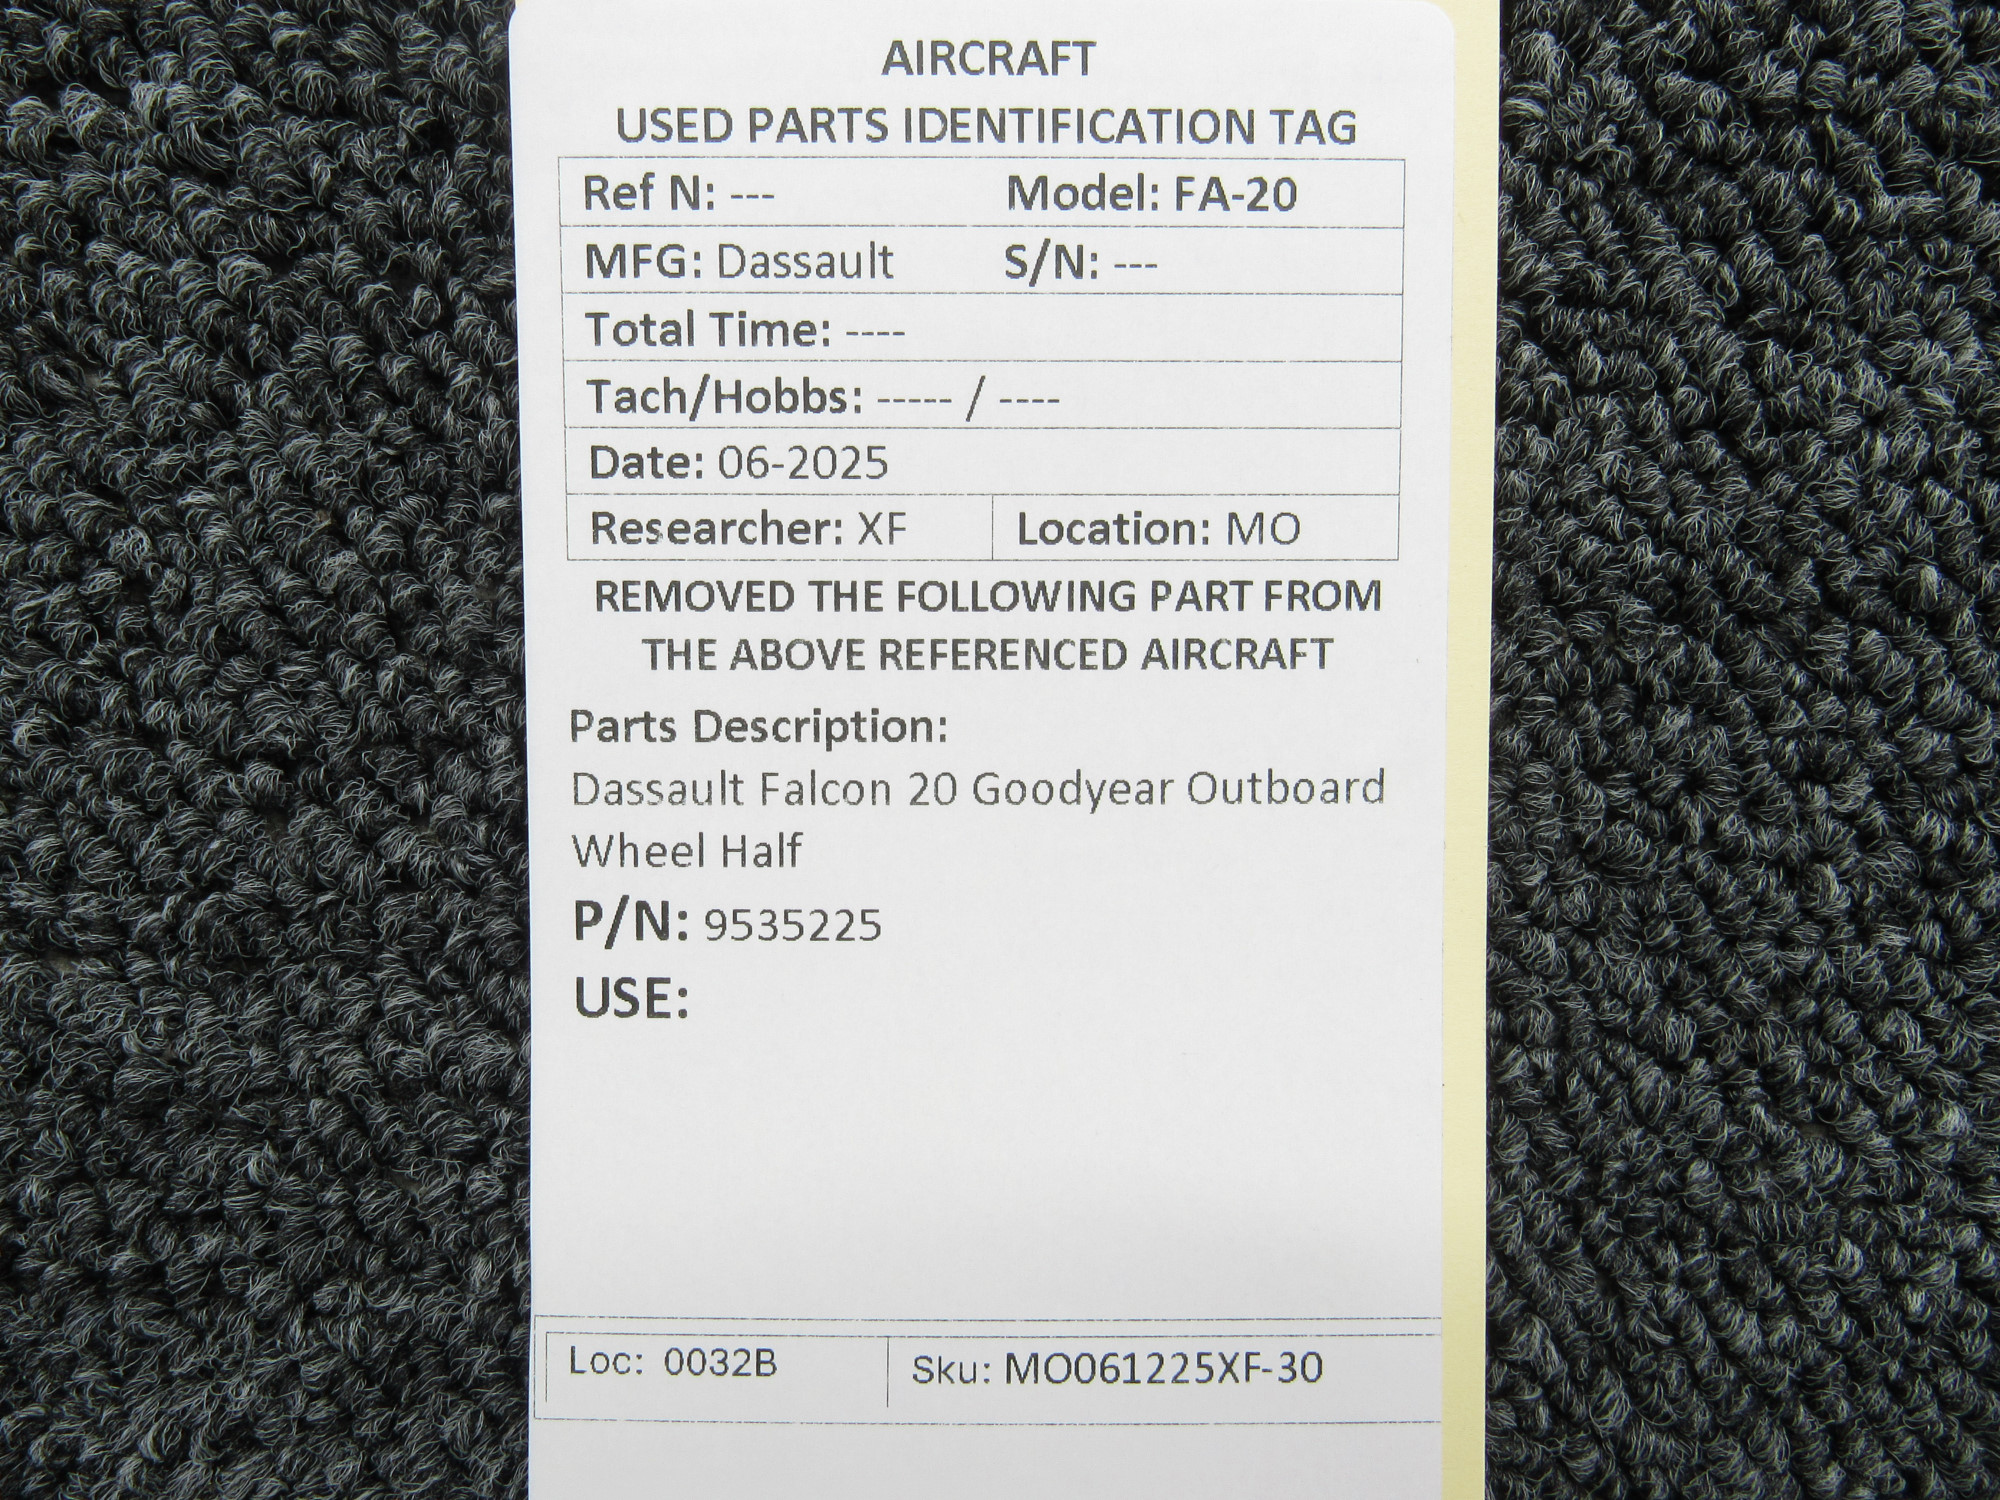 AIRCRAFT
USED PARTS IDENTIFICATION TAG
Ref N: --- Model: FA-20
MFG: Dassault S/N: ---
Total Time: ----
Tach/Hobbs: ----- / ----
Date: 06-2025
Researcher: XF Location: MO
REMOVED THE FOLLOWING PART FROM
THE ABOVE REFERENCED AIRCRAFT
Parts Description:
Dassault Falcon 20 Goodyear Outboard
Wheel Half
P/N: 9535225
USE:
Loc: 0032B Sku: MO061225XF-30